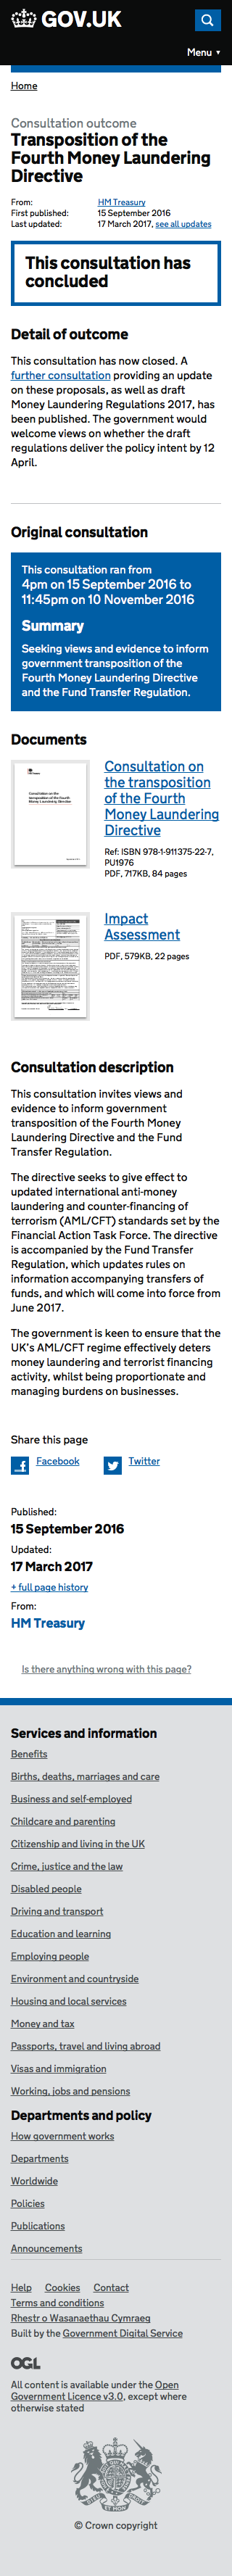 GOV.UK
Menu ▼
Home
Consultation outcome
Transposition of the
Fourth Money Laundering
Directive
From: HM Treasury
First published: 15 September 2016
Last updated: 17 March 2017, see all updates
This consultation has
concluded
Detail of outcome
This consultation has now closed. A
further consultation providing an update
on these proposals, as well as draft
Money Laundering Regulations 2017, has
been published. The government would
welcome views on whether the draft
regulations deliver the policy intent by 12
April.
Original consultation
This consultation ran from
4pm on 15 September 2016 to
11:45pm on 10 November 2016
Summary
Seeking views and evidence to inform
government transposition of the
Fourth Money Laundering Directive
and the Fund Transfer Regulation.
Documents
Consultation on the
transposition of the Fourth
Money Laundering Directive
Consultation on
the transposition
of the Fourth
Money Laundering
Directive
Ref: ISBN 978-1-911375-22-7,
PU1976
PDF, 717KB, 84 pages
Impact
Assessment
PDF, 579KB, 22 pages
Consultation description
This consultation invites views and
evidence to inform government
transposition of the Fourth Money
Laundering Directive and the Fund
Transfer Regulation.
The directive seeks to give effect to
updated international anti-money
laundering and counter-financing of
terrorism (AML/CFT) standards set by the
Financial Action Task Force. The directive
is accompanied by the Fund Transfer
Regulation, which updates rules on
information accompanying transfers of
funds, and which will come into force from
June 2017.
The government is keen to ensure that the
UK's AML/CFT regime effectively deters
money laundering and terrorist financing
activity, whilst being proportionate and
managing burdens on businesses.
Share this page
Facebook Twitter
Published:
15 September 2016
Updated:
17 March 2017
+ full page history
From:
HM Treasury
Is there anything wrong with this page?
Services and information
Benefits
Births, deaths, marriages and care
Business and self-employed
Childcare and parenting
Citizenship and living in the UK
Crime, justice and the law
Disabled people
Driving and transport
Education and learning
Employing people
Environment and countryside
Housing and local services
Money and tax
Passports, travel and living abroad
Visas and immigration
Working, jobs and pensions
Departments and policy
How government works
Departments
Worldwide
Policies
Publications
Announcements
Help Cookies Contact
Terms and conditions
Rhestr o Wasanaethau Cymraeg
Built by the Government Digital Service
OGL
All content is available under the Open
Government Licence v3.0, except where
otherwise stated
© Crown copyright